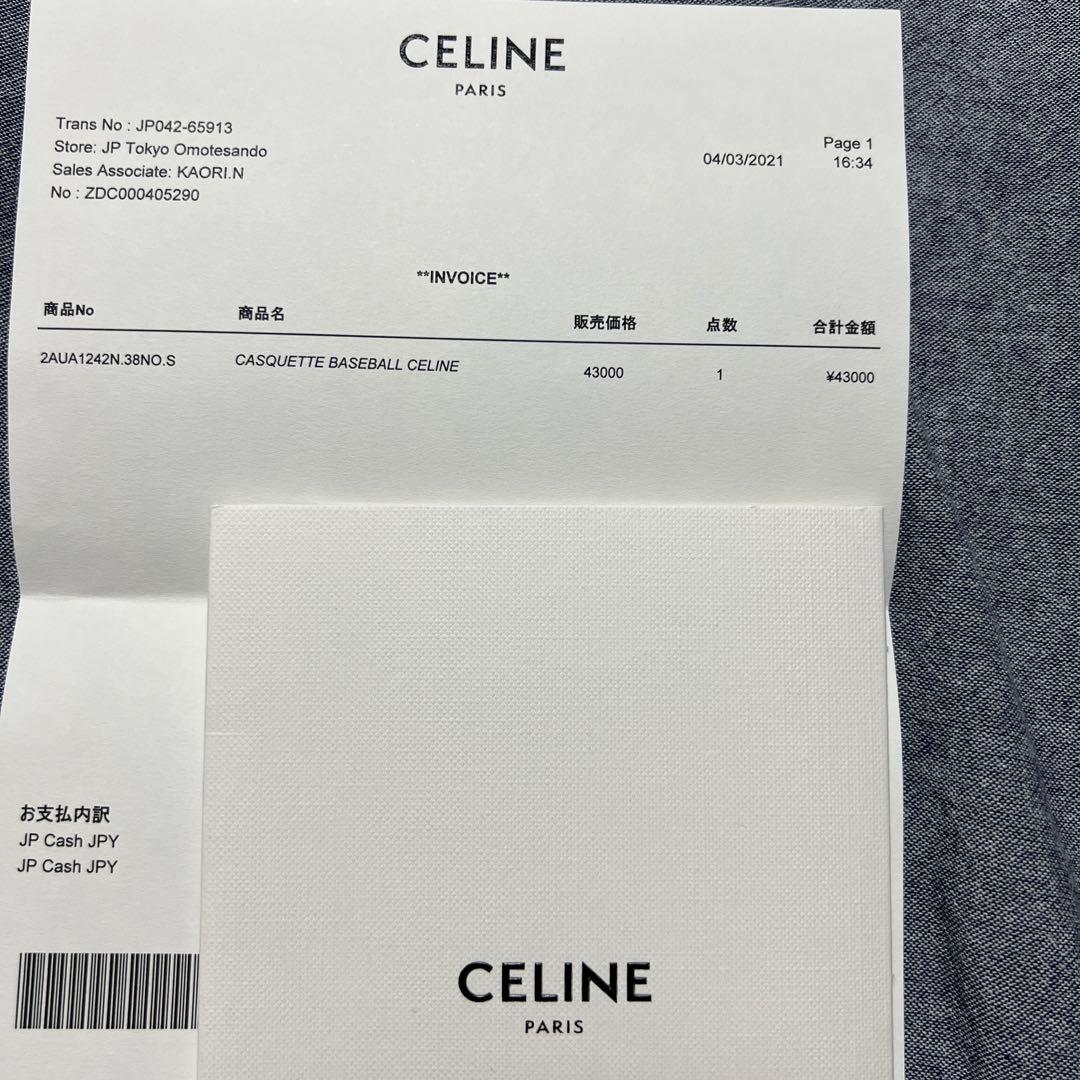 CELINE
PARIS
Trans No : JP042-65913
Store: JP Tokyo Omotesando
Sales Associate: KAORI.N
No : ZDC000405290
Page 1
04/03/2021 16:34
**INVOICE**
商品No 商品名 販売価格 点数 合計金額
2AUA1242N.38NO.S CASQUETTE BASEBALL CELINE 43000 1 ¥43000
お支払内訳
JP Cash JPY
JP Cash JPY
CELINE
PARIS